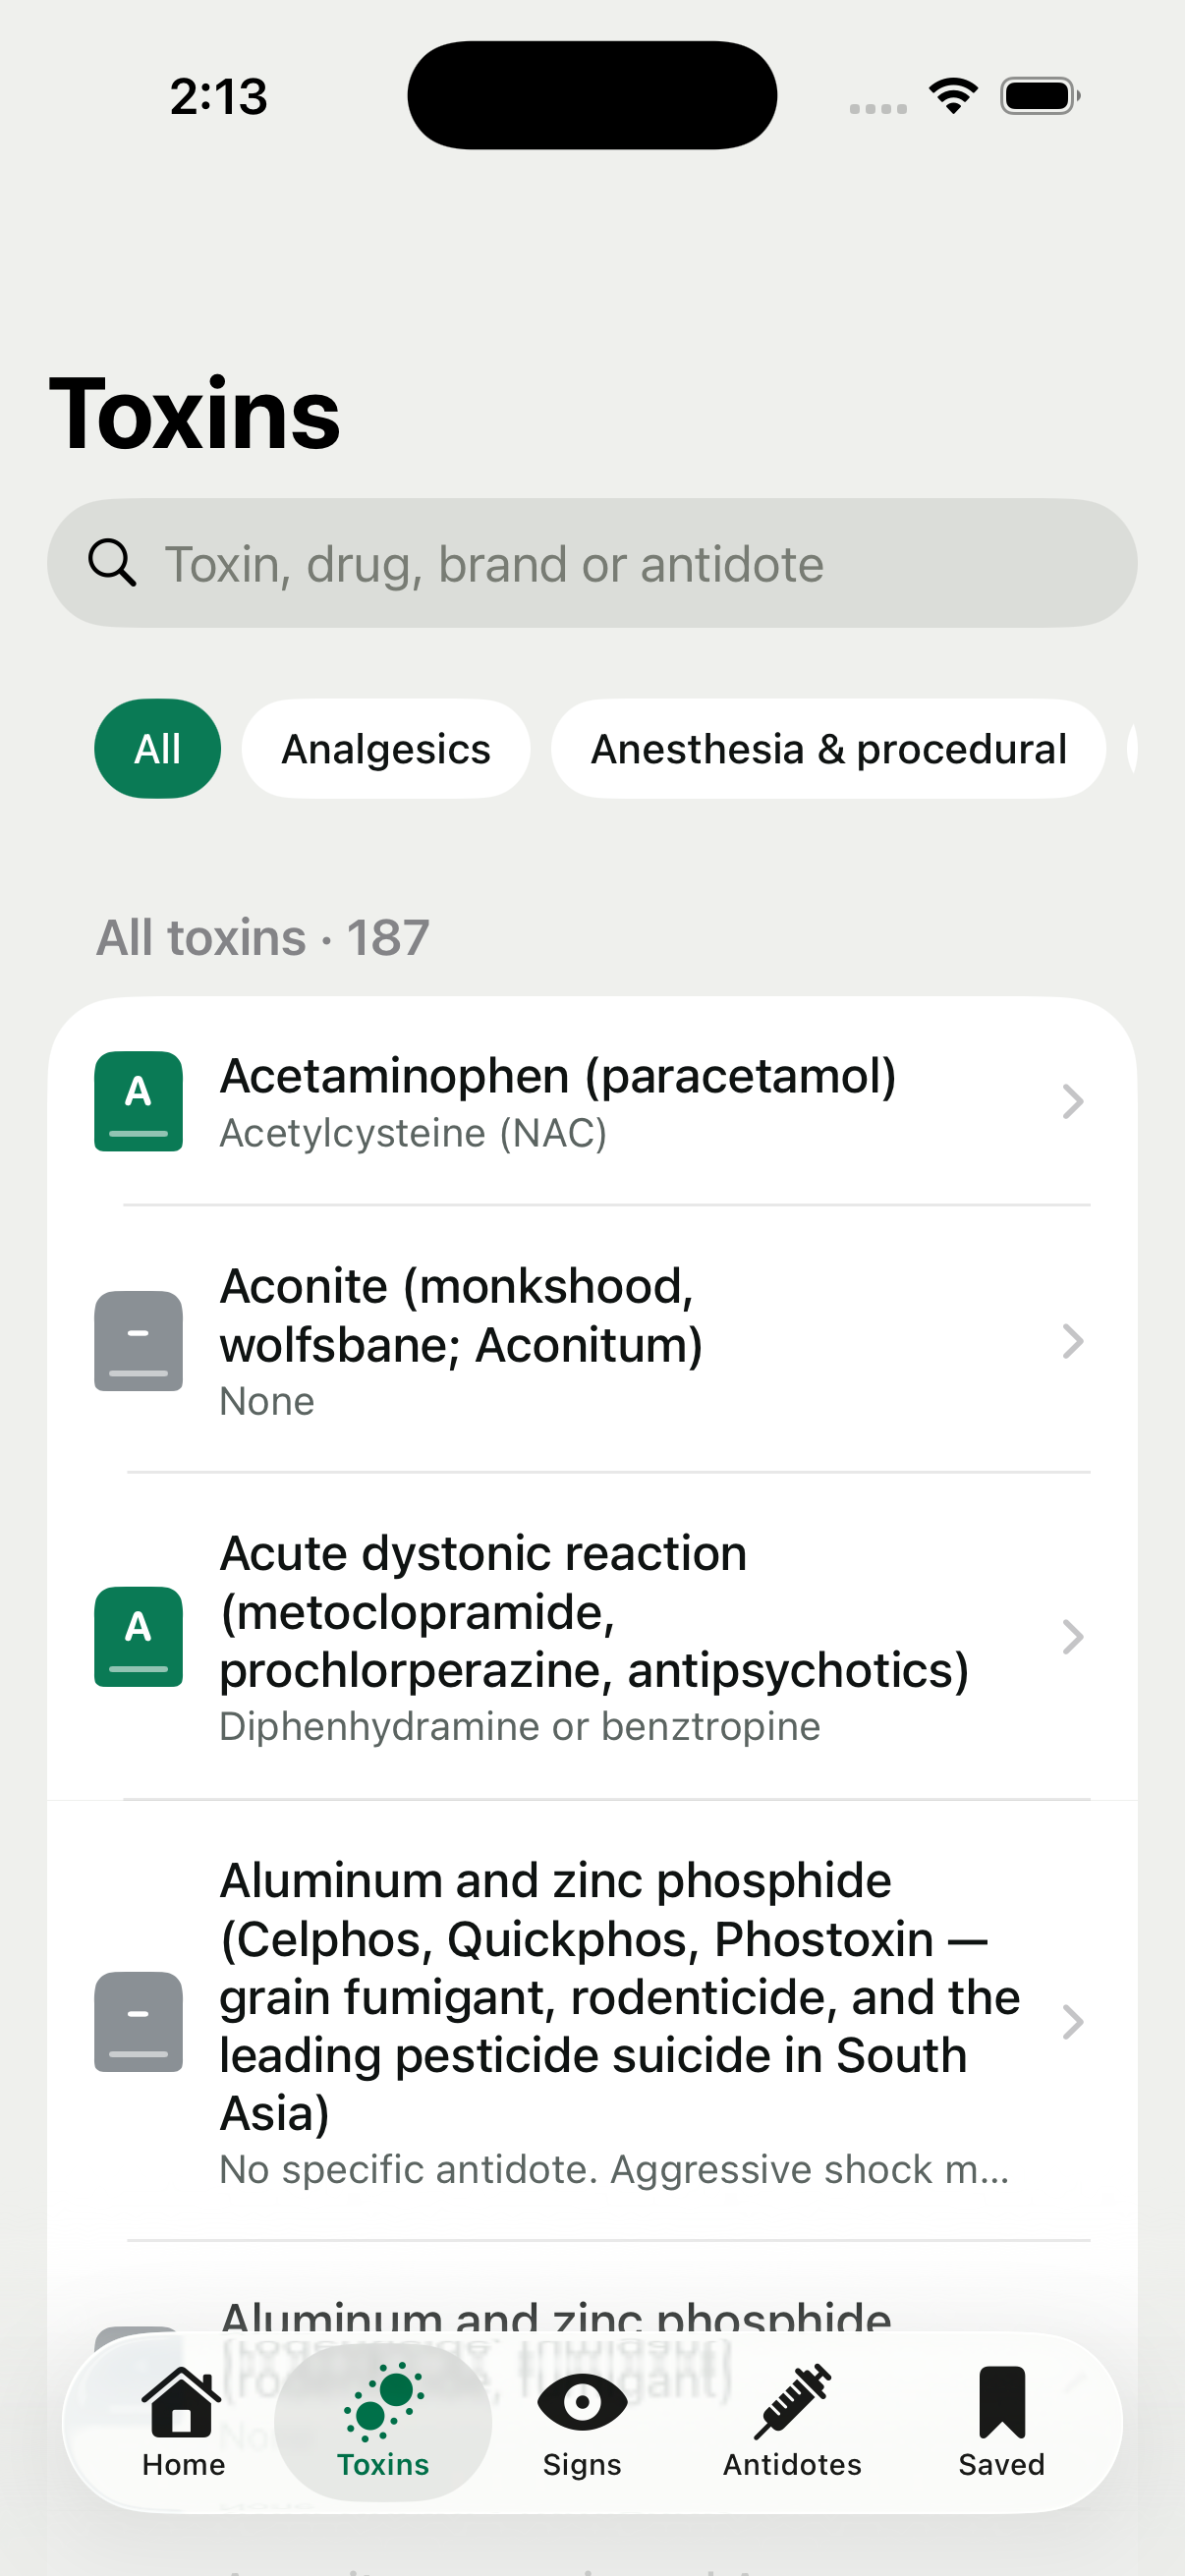 2:13
Toxins
Toxin, drug, brand or antidote
All
Analgesics
Anesthesia & procedural
All toxins · 187
A
Acetaminophen (paracetamol)
Acetylcysteine (NAC)
–
Aconite (monkshood,
wolfsbane; Aconitum)
None
A
Acute dystonic reaction
(metoclopramide,
prochlorperazine, antipsychotics)
Diphenhydramine or benztropine
–
Aluminum and zinc phosphide
(Celphos, Quickphos, Phostoxin —
grain fumigant, rodenticide, and the
leading pesticide suicide in South
Asia)
No specific antidote. Aggressive shock m...
Aluminum and zinc phosphide
Home
Toxins
Signs
Antidotes
Saved